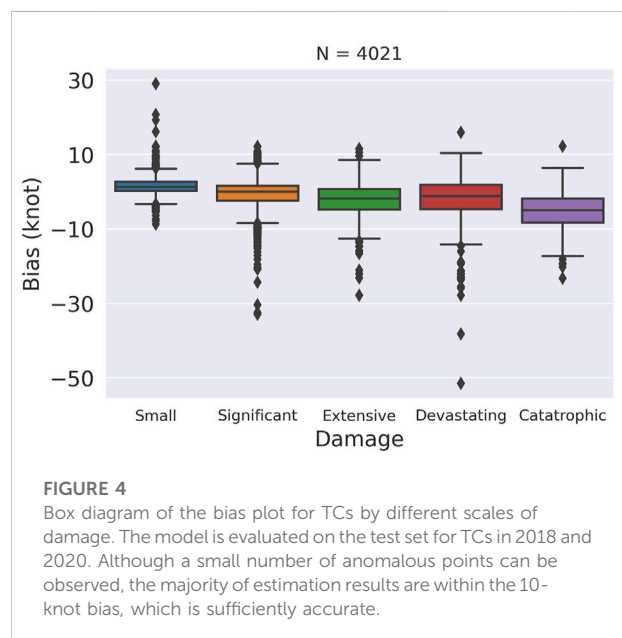 N = 4021
30
10
-10
-30
-50
Bias (knot)
Small Significant Extensive Devastating Catatrophic
Damage
FIGURE 4
Box diagram of the bias plot for TCs by different scales of
damage. The model is evaluated on the test set for TCs in 2018 and
2020. Although a small number of anomalous points can be
observed, the majority of estimation results are within the 10-
knot bias, which is sufficiently accurate.